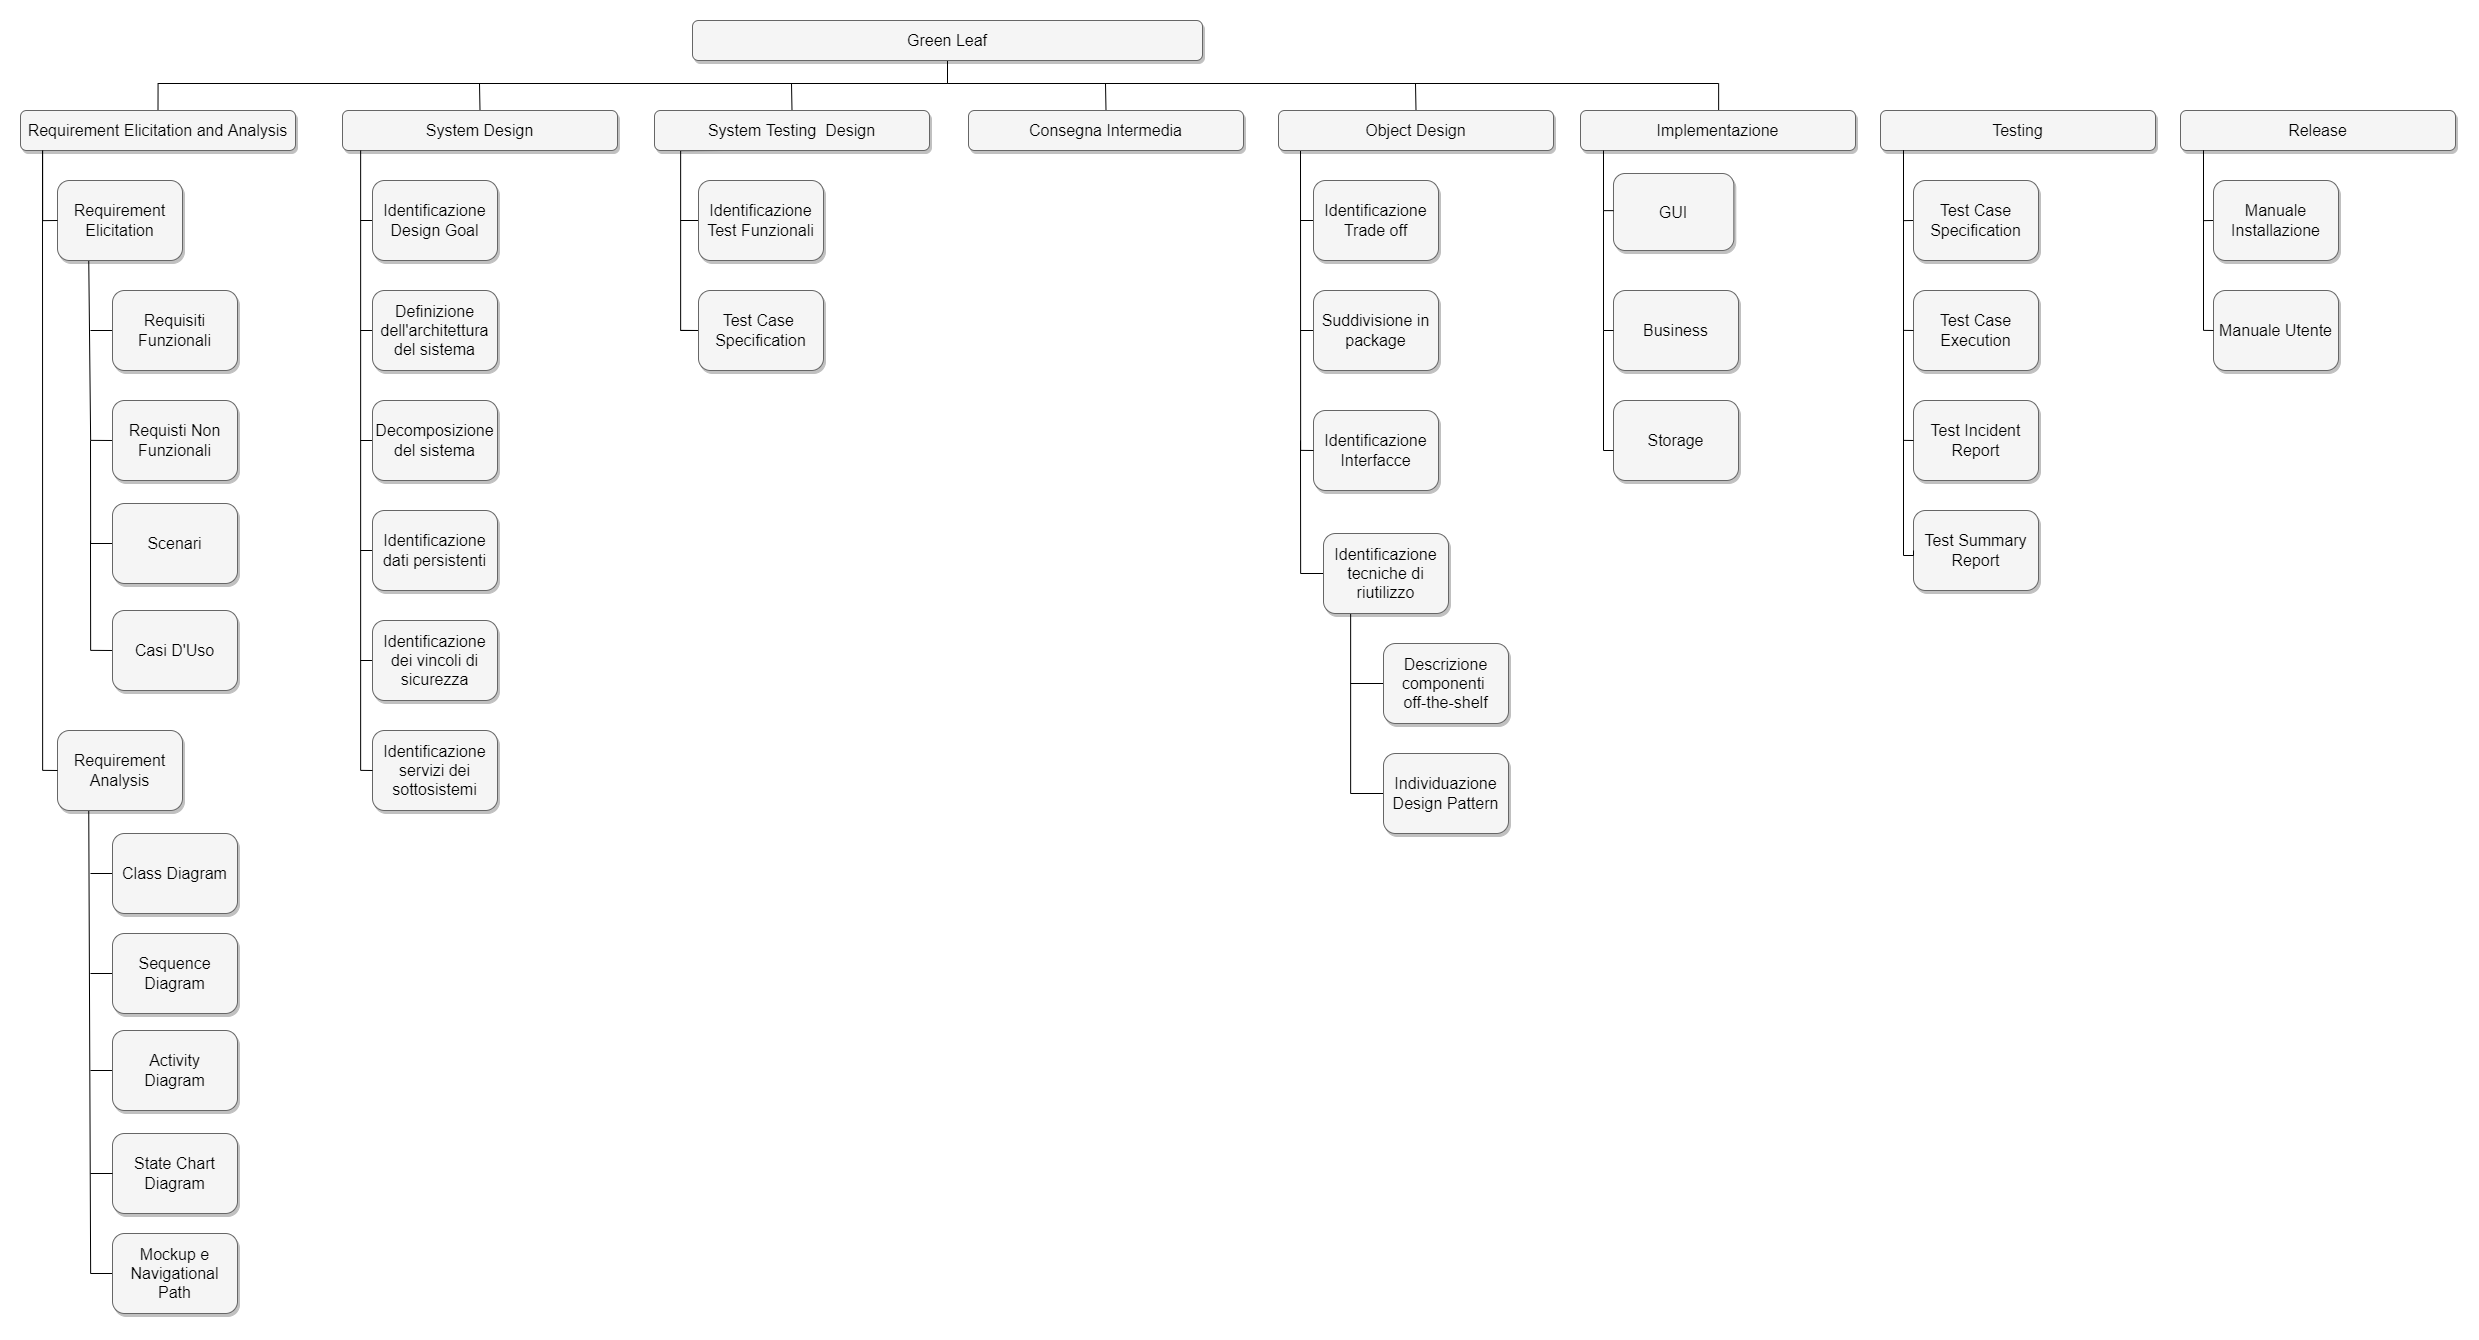 Green Leaf
Requirement Elicitation and Analysis
System Design
System Testing  Design
Consegna Intermedia
Object Design
Implementazione
Testing
Release
Requirement
Elicitation
Requisiti
Funzionali
Requisti Non
Funzionali
Scenari
Casi D'Uso
Requirement
Analysis
Class Diagram
Sequence
Diagram
Activity
Diagram
State Chart
Diagram
Mockup e
Navigational
Path
Identificazione
Design Goal
Definizione
dell'architettura
del sistema
Decomposizione
del sistema
Identificazione
dati persistenti
Identificazione
dei vincoli di
sicurezza
Identificazione
servizi dei
sottosistemi
Identificazione
Test Funzionali
Test Case
Specification
Identificazione
Trade off
Suddivisione in
package
Identificazione
Interfacce
Identificazione
tecniche di
riutilizzo
Descrizione
componenti
off-the-shelf
Individuazione
Design Pattern
GUI
Business
Storage
Test Case
Specification
Test Case
Execution
Test Incident
Report
Test Summary
Report
Manuale
Installazione
Manuale Utente